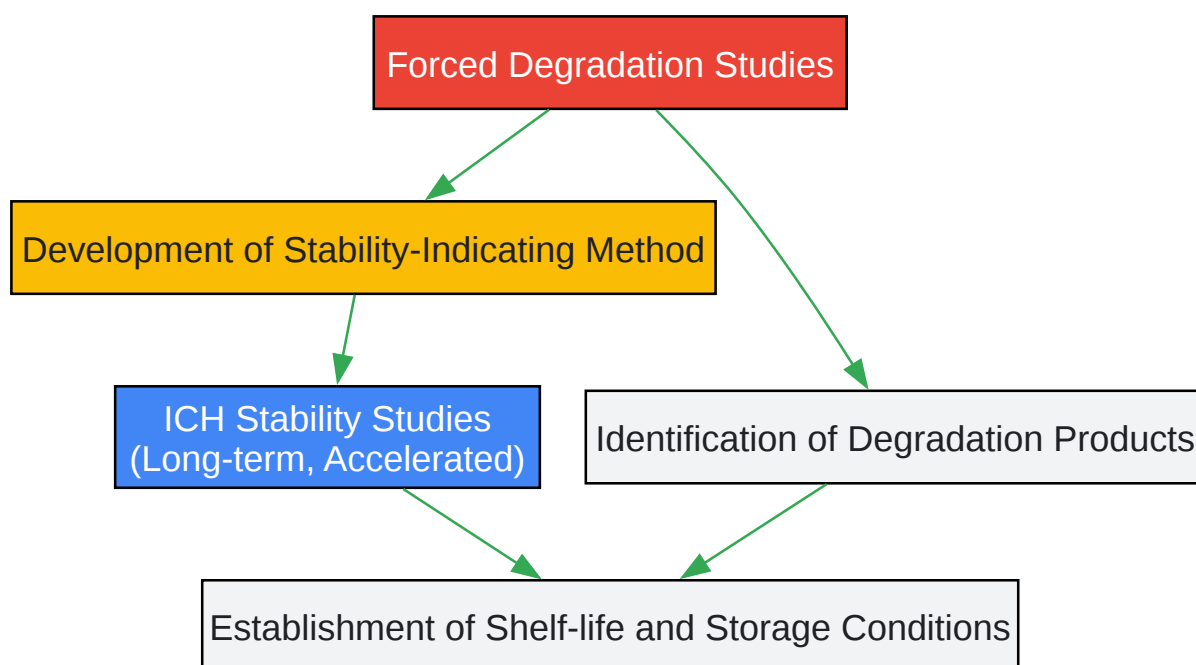 Forced Degradation Studies
Development of Stability-Indicating Method
ICH Stability Studies
(Long-term, Accelerated)
Identification of Degradation Products
Establishment of Shelf-life and Storage Conditions